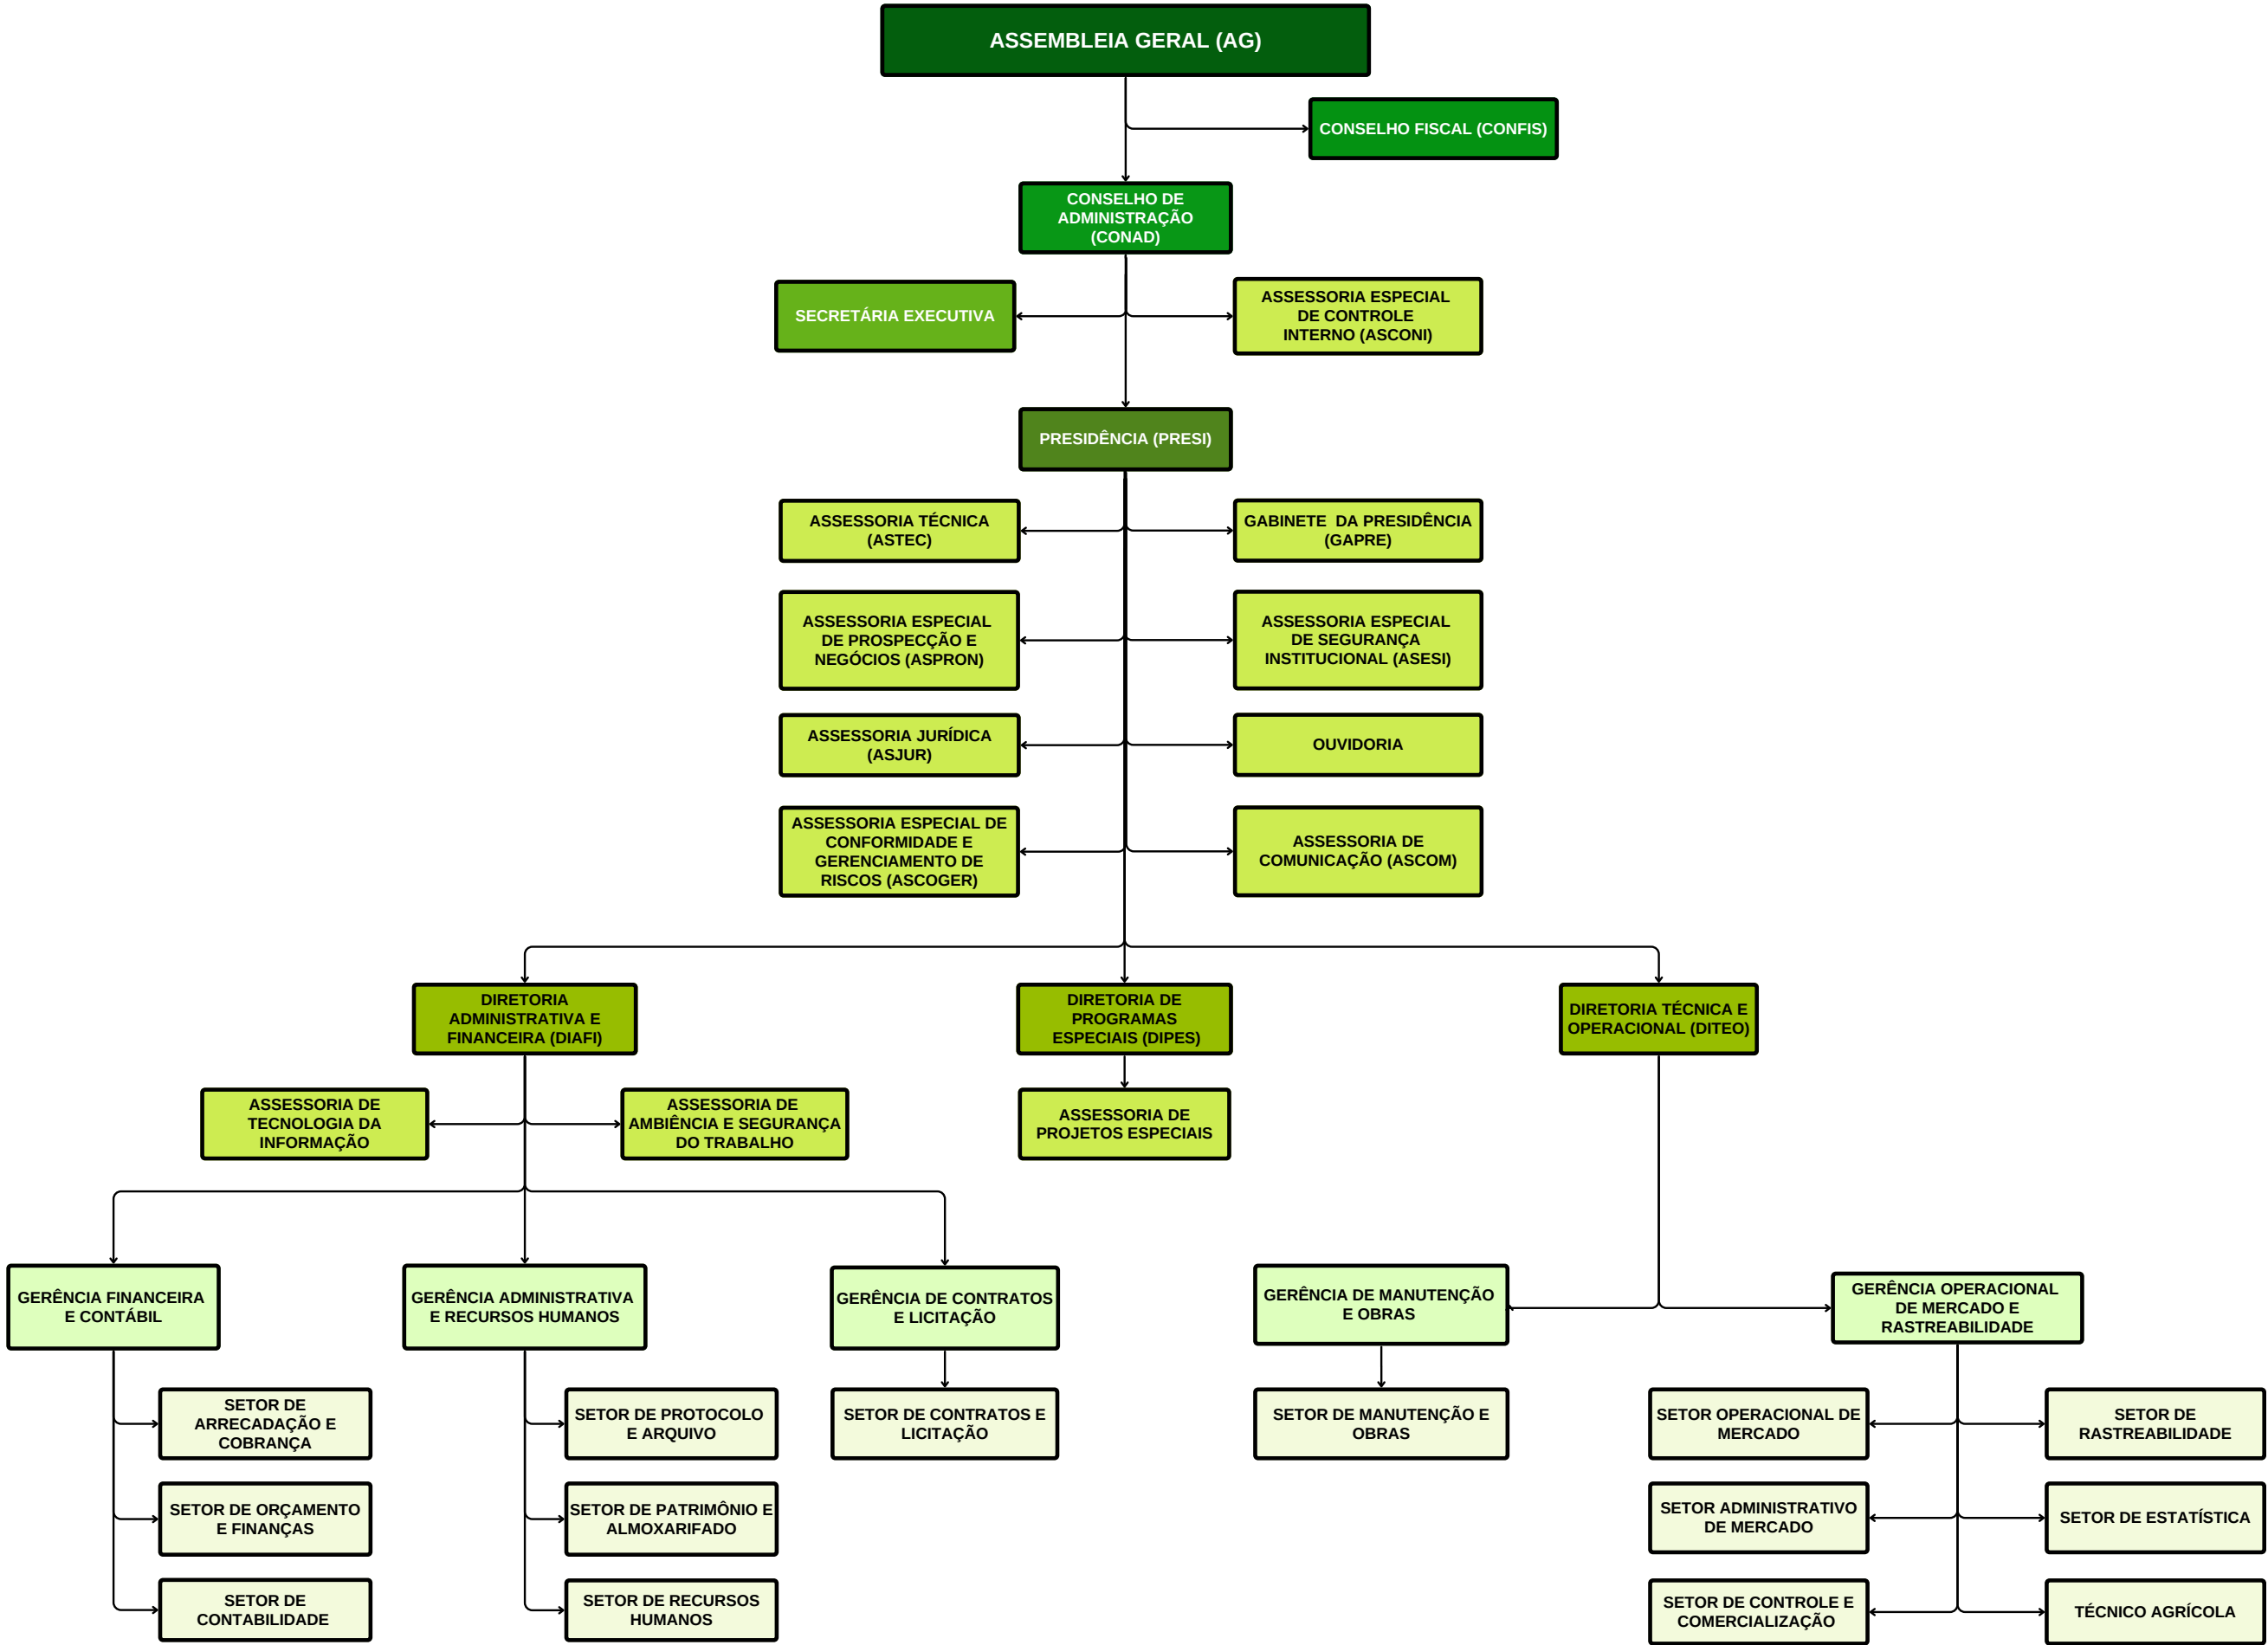 ASSEMBLEIA GERAL (AG)
CONSELHO FISCAL (CONFIS)
CONSELHO DE
ADMINISTRAÇÃO
(CONAD)
SECRETÁRIA EXECUTIVA
ASSESSORIA ESPECIAL
DE CONTROLE
INTERNO (ASCONI)
PRESIDÊNCIA (PRESI)
ASSESSORIA TÉCNICA
(ASTEC)
GABINETE DA PRESIDÊNCIA
(GAPRE)
ASSESSORIA ESPECIAL
DE PROSPECÇÃO E
NEGÓCIOS (ASPRON)
ASSESSORIA ESPECIAL
DE SEGURANÇA
INSTITUCIONAL (ASESI)
ASSESSORIA JURÍDICA
(ASJUR)
OUVIDORIA
ASSESSORIA ESPECIAL DE
CONFORMIDADE E
GERENCIAMENTO DE
RISCOS (ASCOGER)
ASSESSORIA DE
COMUNICAÇÃO (ASCOM)
DIRETORIA
ADMINISTRATIVA E
FINANCEIRA (DIAFI)
DIRETORIA DE
PROGRAMAS
ESPECIAIS (DIPES)
DIRETORIA TÉCNICA E
OPERACIONAL (DITEO)
ASSESSORIA DE
TECNOLOGIA DA
INFORMAÇÃO
ASSESSORIA DE
AMBIÊNCIA E SEGURANÇA
DO TRABALHO
ASSESSORIA DE
PROJETOS ESPECIAIS
GERÊNCIA FINANCEIRA
E CONTÁBIL
GERÊNCIA ADMINISTRATIVA
E RECURSOS HUMANOS
GERÊNCIA DE CONTRATOS
E LICITAÇÃO
GERÊNCIA DE MANUTENÇÃO
E OBRAS
GERÊNCIA OPERACIONAL
DE MERCADO E
RASTREABILIDADE
SETOR DE
ARRECADAÇÃO E
COBRANÇA
SETOR DE PROTOCOLO
E ARQUIVO
SETOR DE CONTRATOS E
LICITAÇÃO
SETOR DE MANUTENÇÃO E
OBRAS
SETOR OPERACIONAL DE
MERCADO
SETOR DE
RASTREABILIDADE
SETOR DE ORÇAMENTO
E FINANÇAS
SETOR DE PATRIMÔNIO E
ALMOXARIFADO
SETOR ADMINISTRATIVO
DE MERCADO
SETOR DE ESTATÍSTICA
SETOR DE
CONTABILIDADE
SETOR DE RECURSOS
HUMANOS
SETOR DE CONTROLE E
COMERCIALIZAÇÃO
TÉCNICO AGRÍCOLA